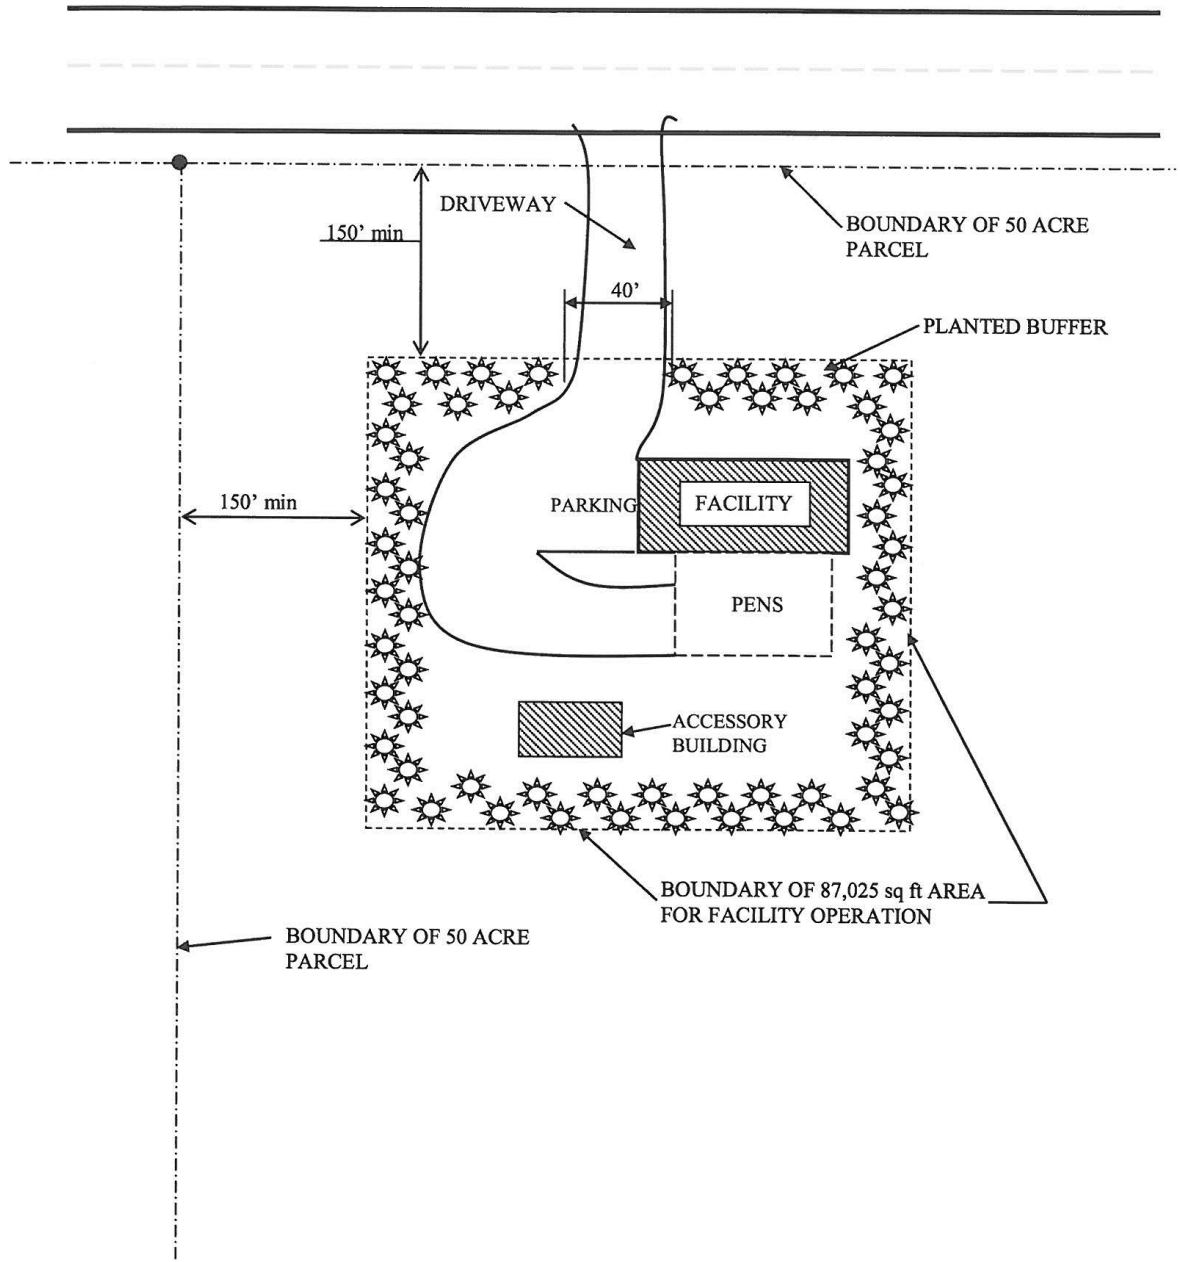 DRIVEWAY
BOUNDARY OF 50 ACRE
PARCEL
150’ min
40’
PLANTED BUFFER
150’ min
PARKING
FACILITY
PENS
ACCESSORY
BUILDING
BOUNDARY OF 87,025 sq ft AREA
FOR FACILITY OPERATION
BOUNDARY OF 50 ACRE
PARCEL